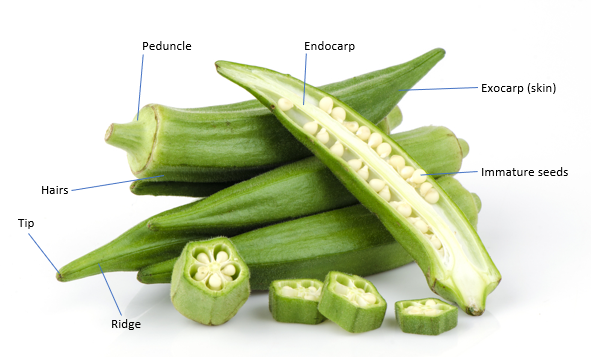 Peduncle
Endocarp
Exocarp (skin)
Immature seeds
Hairs
Tip
Ridge